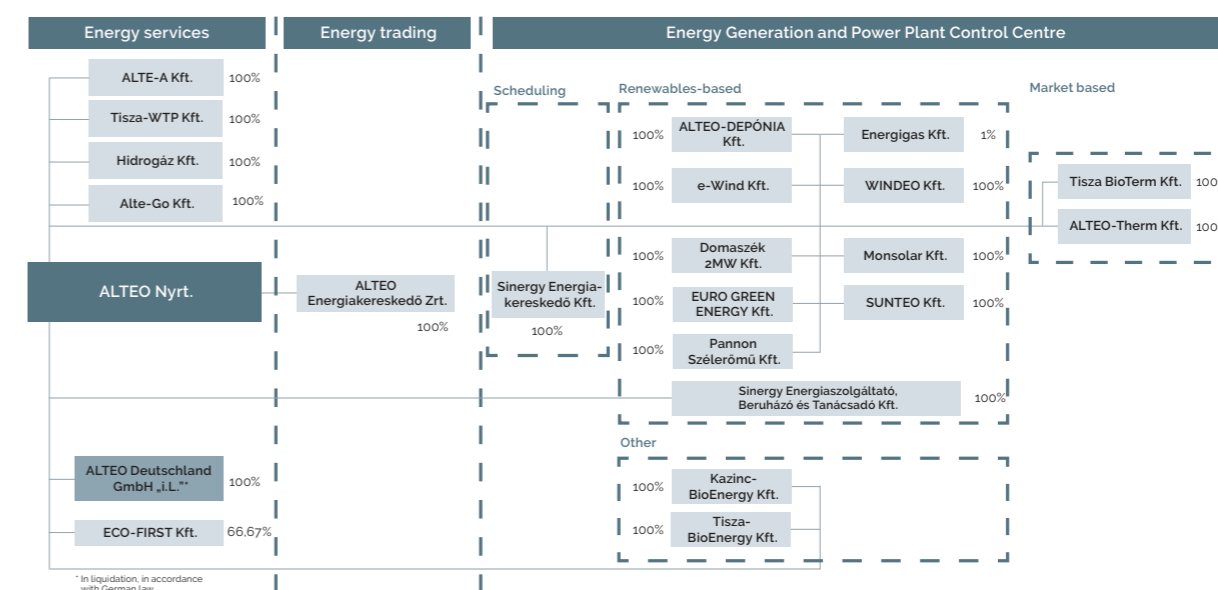 Energy services
Energy trading
Energy Generation and Power Plant Control Centre
ALTE-A Kft.
100%
Tisza-WTP Kft.
100%
Hidrogáz Kft.
100%
Alte-Go Kft.
100%
ALTEO Nyrt.
ALTEO
Energiakereskedő Zrt.
100%
Scheduling
Sinergy Energia-
kereskedő Kft.
100%
Renewables-based
100%
ALTEO-DEPÓNIA
Kft.
Energigas Kft.
1%
100%
e-Wind Kft.
WINDEO Kft.
100%
100%
Domaszék
2MW Kft.
Monsolar Kft.
100%
100%
EURO GREEN
ENERGY Kft.
SUNTEO Kft.
100%
100%
Pannon
Szélerőmű Kft.
Sinergy Energiaszolgáltató,
Beruházó és Tanácsadó Kft.
100%
Market based
Tisza BioTerm Kft.
100
ALTEO-Therm Kft.
100
Other
100%
Kazinc-
BioEnergy Kft.
100%
Tisza-
BioEnergy Kft.
ALTEO Deutschland
GmbH „i.L."*
100%
ECO-FIRST Kft.
66,67%
* In liquidation, in accordance
with German law